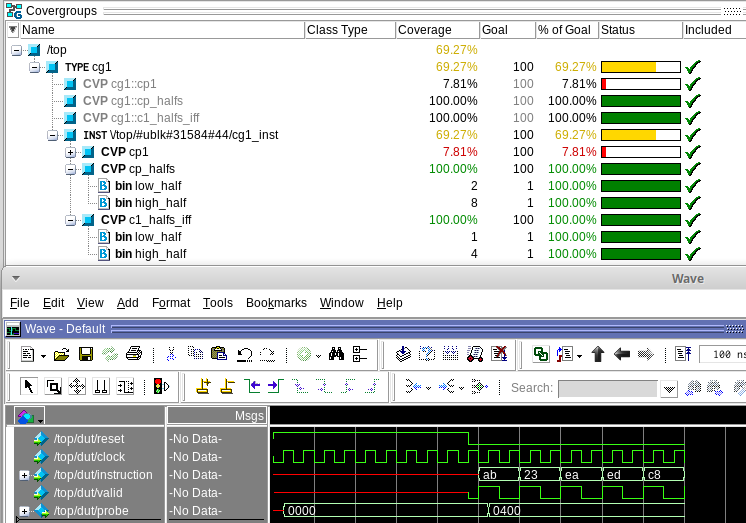 Covergroups
Name Class Type Coverage Goal % of Goal Status Included
/top 69.27%
TYPE cg1 69.27% 100 69.27%
CVP cg1::cp1 7.81% 100 7.81%
CVP cg1::cp_halfs 100.00% 100 100.00%
CVP cg1::c1_halfs_iff 100.00% 100 100.00%
INST \/top/#ublk#31584#44/cg1_inst 69.27% 100 69.27%
CVP cp1 7.81% 100 7.81%
CVP cp_halfs 100.00% 100 100.00%
B bin low_half 2 1 100.00%
B bin high_half 8 1 100.00%
CVP c1_halfs_iff 100.00% 100 100.00%
B bin low_half 1 1 100.00%
B bin high_half 4 1 100.00%
Wave
File Edit View Add Format Tools Bookmarks Window Help
Wave - Default
100 ns
Search:
Msgs
/top/dut/reset -No Data-
/top/dut/clock -No Data-
/top/dut/instruction -No Data- ab 23 ea ed c8
/top/dut/valid -No Data-
/top/dut/probe -No Data- 0000 0400